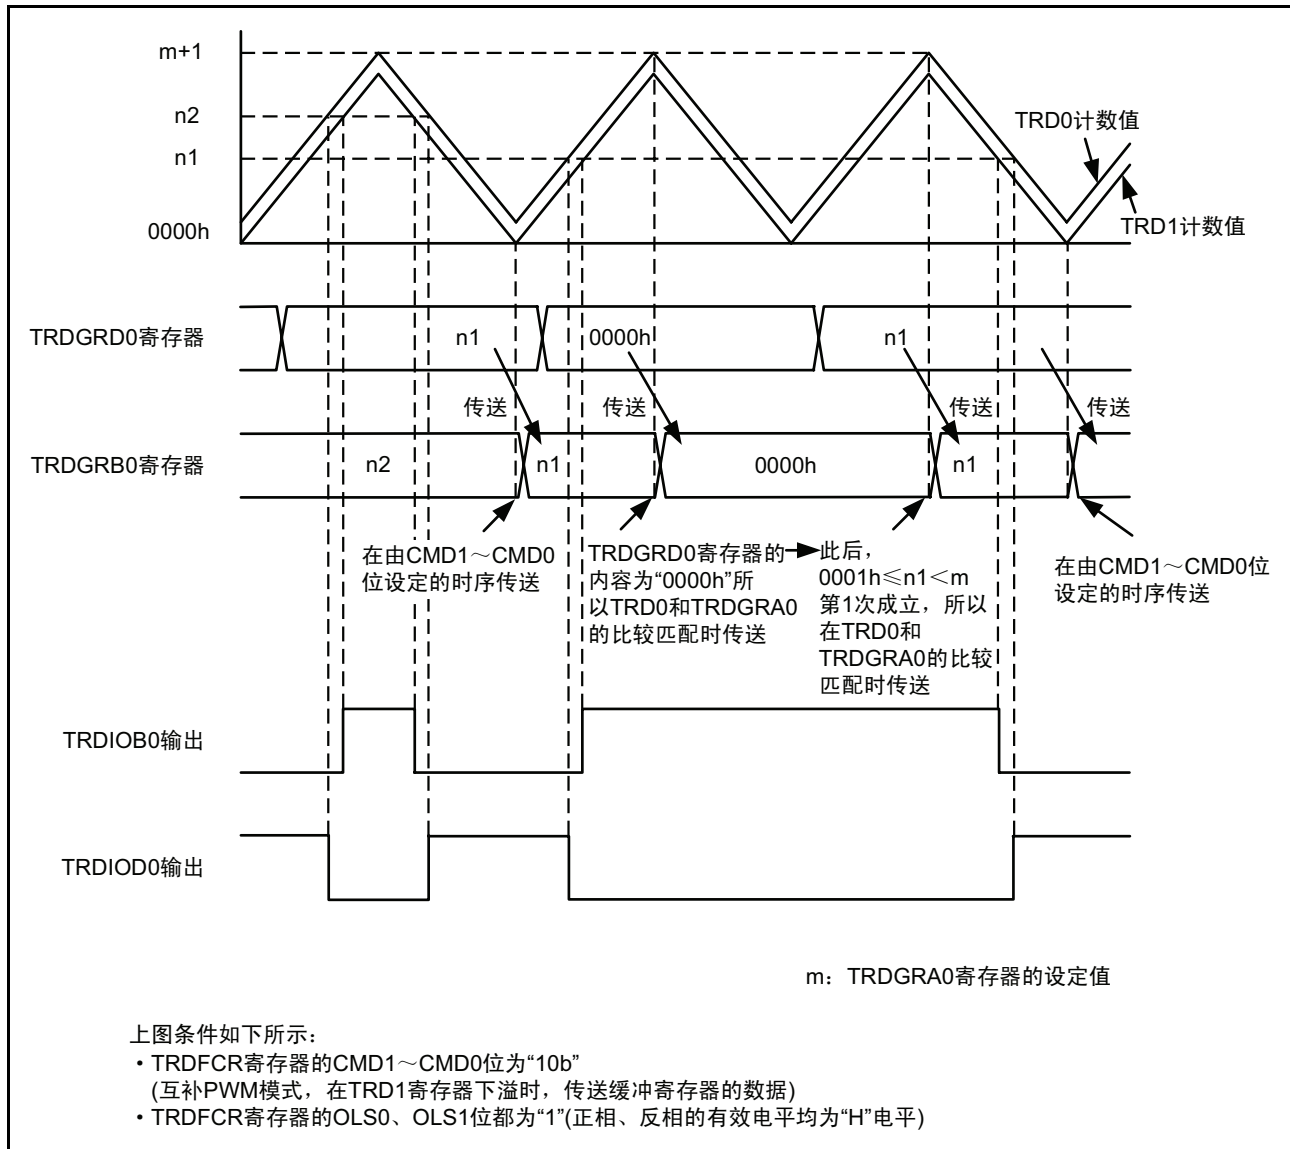 m+1
n2
n1
0000h
TRD0计数值
TRD1计数值
TRDGRD0寄存器
n1
0000h
n1
传送
传送
传送
传送
TRDGRB0寄存器
n2
n1
0000h
n1
在由CMD1～CMD0
位设定的时序传送
TRDGRD0寄存器的
内容为“0000h”所
以TRD0和TRDGRA0
的比较匹配时传送
此后，
0001h≤n1＜m
第1次成立，所以
在TRD0和
TRDGRA0的比较
匹配时传送
在由CMD1～CMD0位
设定的时序传送
TRDIOB0输出
TRDIOD0输出
m：TRDGRA0寄存器的设定值
上图条件如下所示：
・TRDFCR寄存器的CMD1～CMD0位为“10b”
(互补PWM模式，在TRD1寄存器下溢时，传送缓冲寄存器的数据)
・TRDFCR寄存器的OLS0、OLS1位都为“1”(正相、反相的有效电平均为“H”电平)